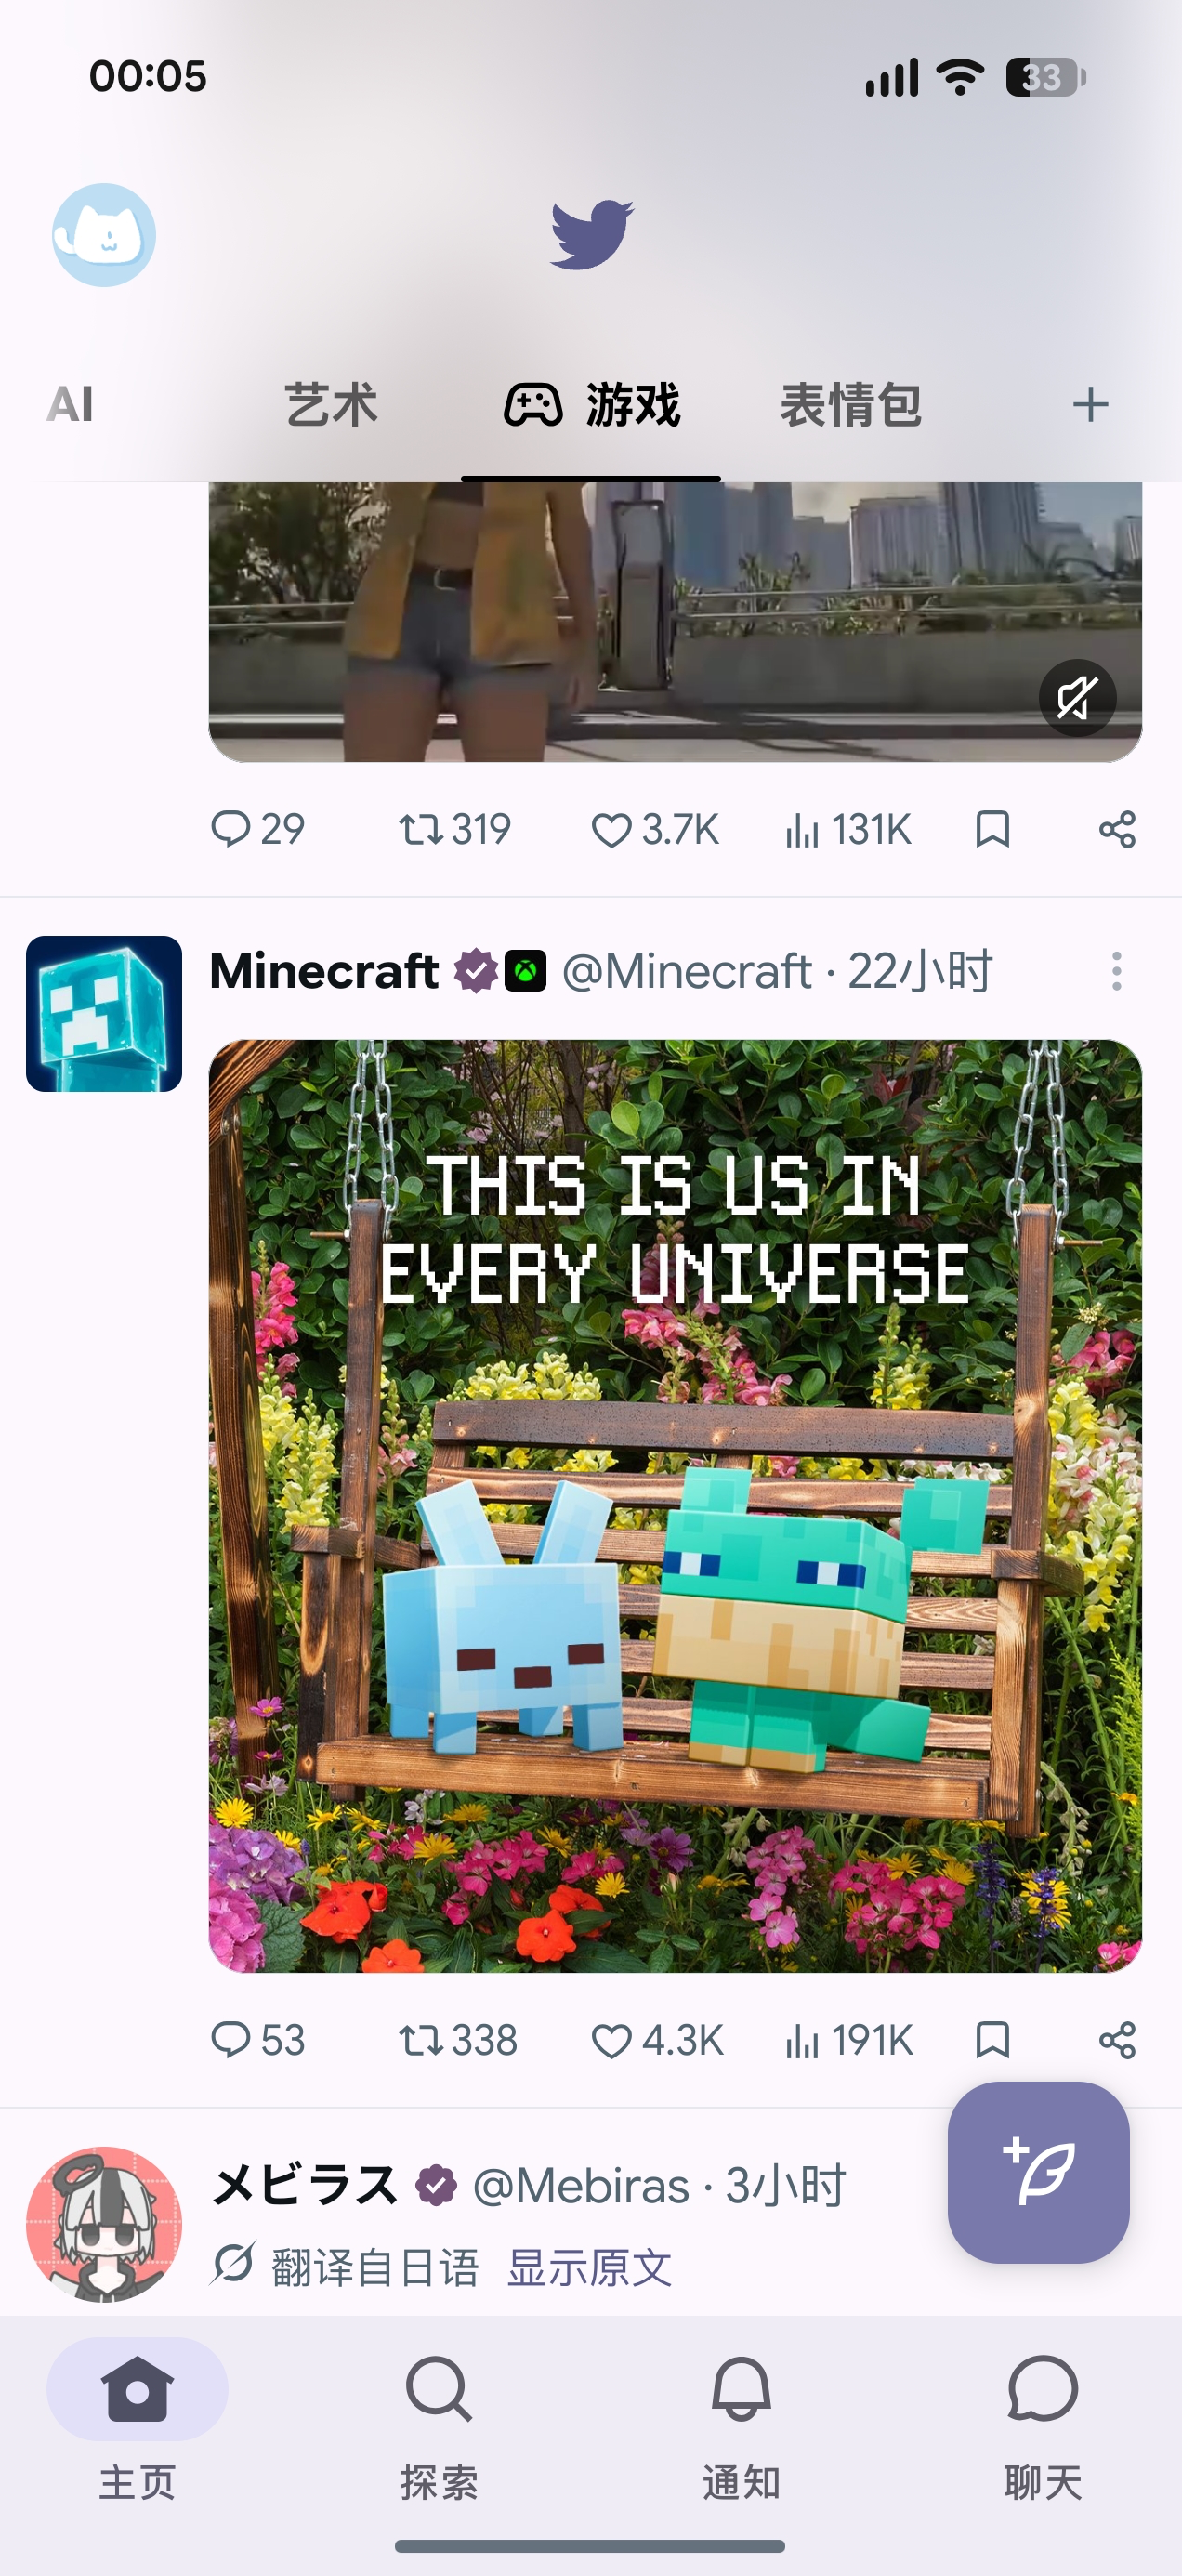 00:05
33
AI 艺术 游戏 表情包
29 319 3.7K 131K
Minecraft @Minecraft · 22小时
THIS IS US IN
EVERY UNIVERSE
53 338 4.3K 191K
メビラス @Mebiras · 3小时
翻译自日语 显示原文
主页 探索 通知 聊天